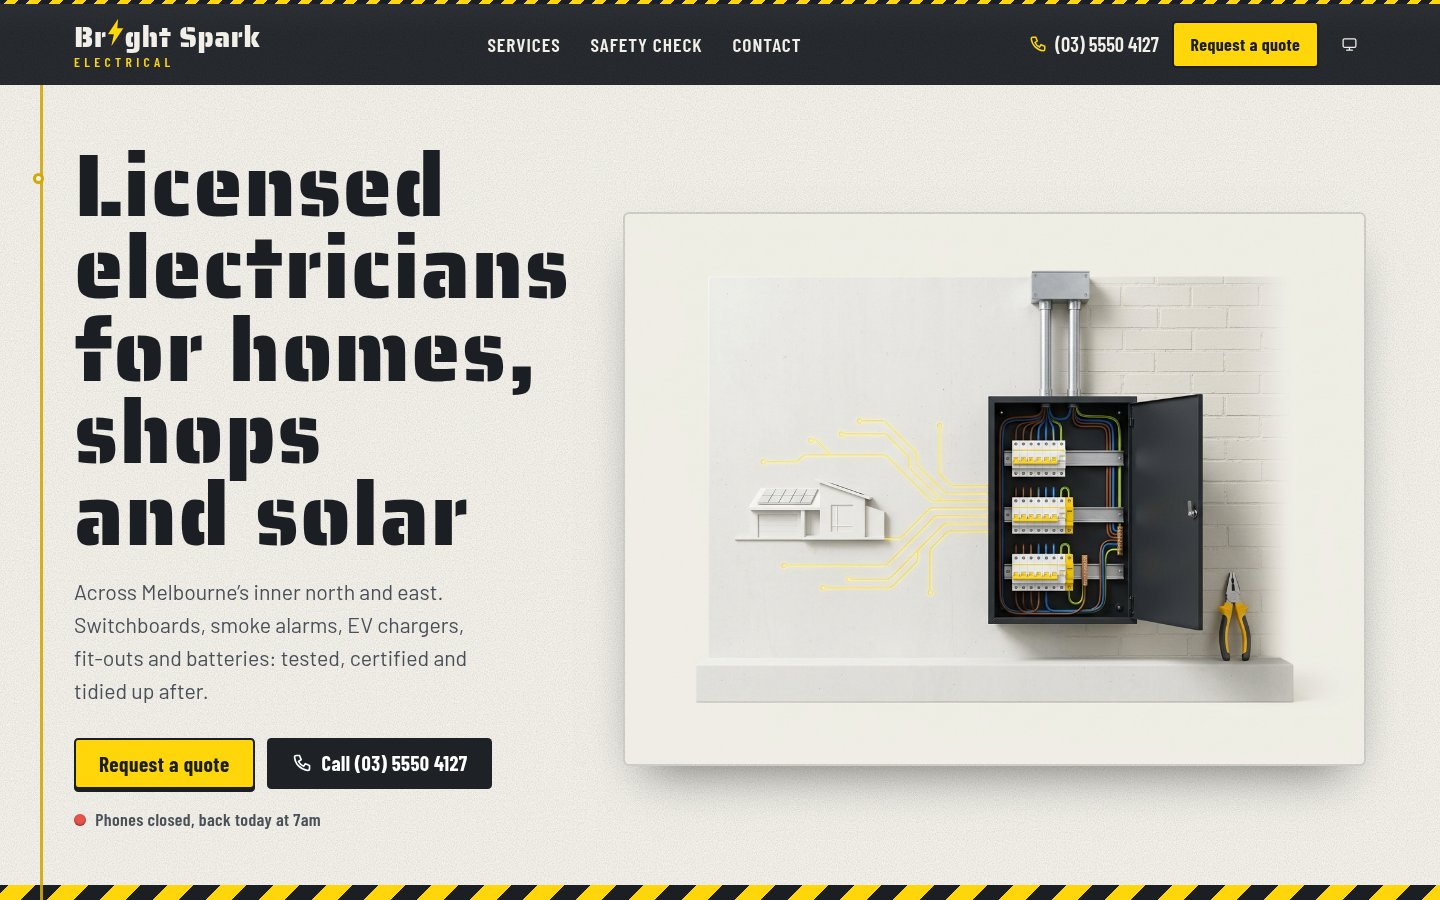 Bright Spark
ELECTRICAL
SERVICES
SAFETY CHECK
CONTACT
(03) 5550 4127
Request a quote
Licensed
electricians
for homes,
shops
and solar
Across Melbourne’s inner north and east.
Switchboards, smoke alarms, EV chargers,
fit-outs and batteries: tested, certified and
tidied up after.
Request a quote
Call (03) 5550 4127
Phones closed, back today at 7am